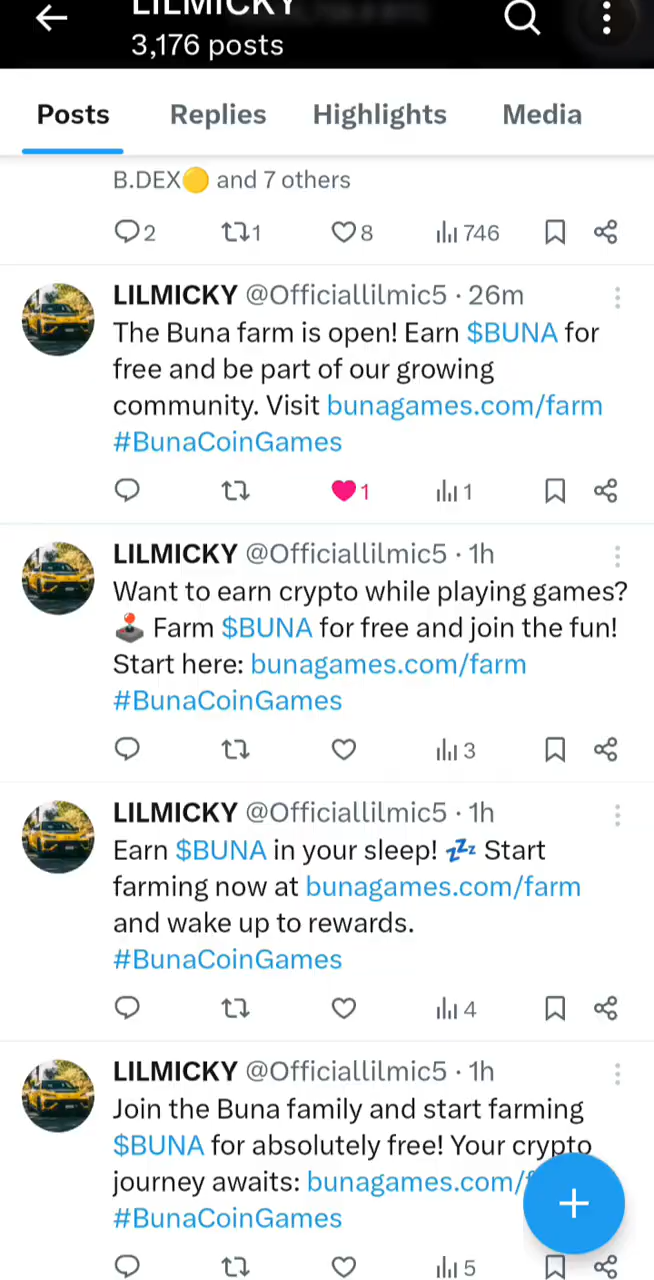 LILMICKY
3,176 posts
Posts Replies Highlights Media
B.DEX🟡 and 7 others
2 1 8 746
LILMICKY @Officiallilmic5 · 26m
The Buna farm is open! Earn $BUNA for
free and be part of our growing
community. Visit bunagames.com/farm
#BunaCoinGames
1 1
LILMICKY @Officiallilmic5 · 1h
Want to earn crypto while playing games?
🕹️ Farm $BUNA for free and join the fun!
Start here: bunagames.com/farm
#BunaCoinGames
3
LILMICKY @Officiallilmic5 · 1h
Earn $BUNA in your sleep! 💤 Start
farming now at bunagames.com/farm
and wake up to rewards.
#BunaCoinGames
4
LILMICKY @Officiallilmic5 · 1h
Join the Buna family and start farming
$BUNA for absolutely free! Your crypto
journey awaits: bunagames.com/
#BunaCoinGames
5